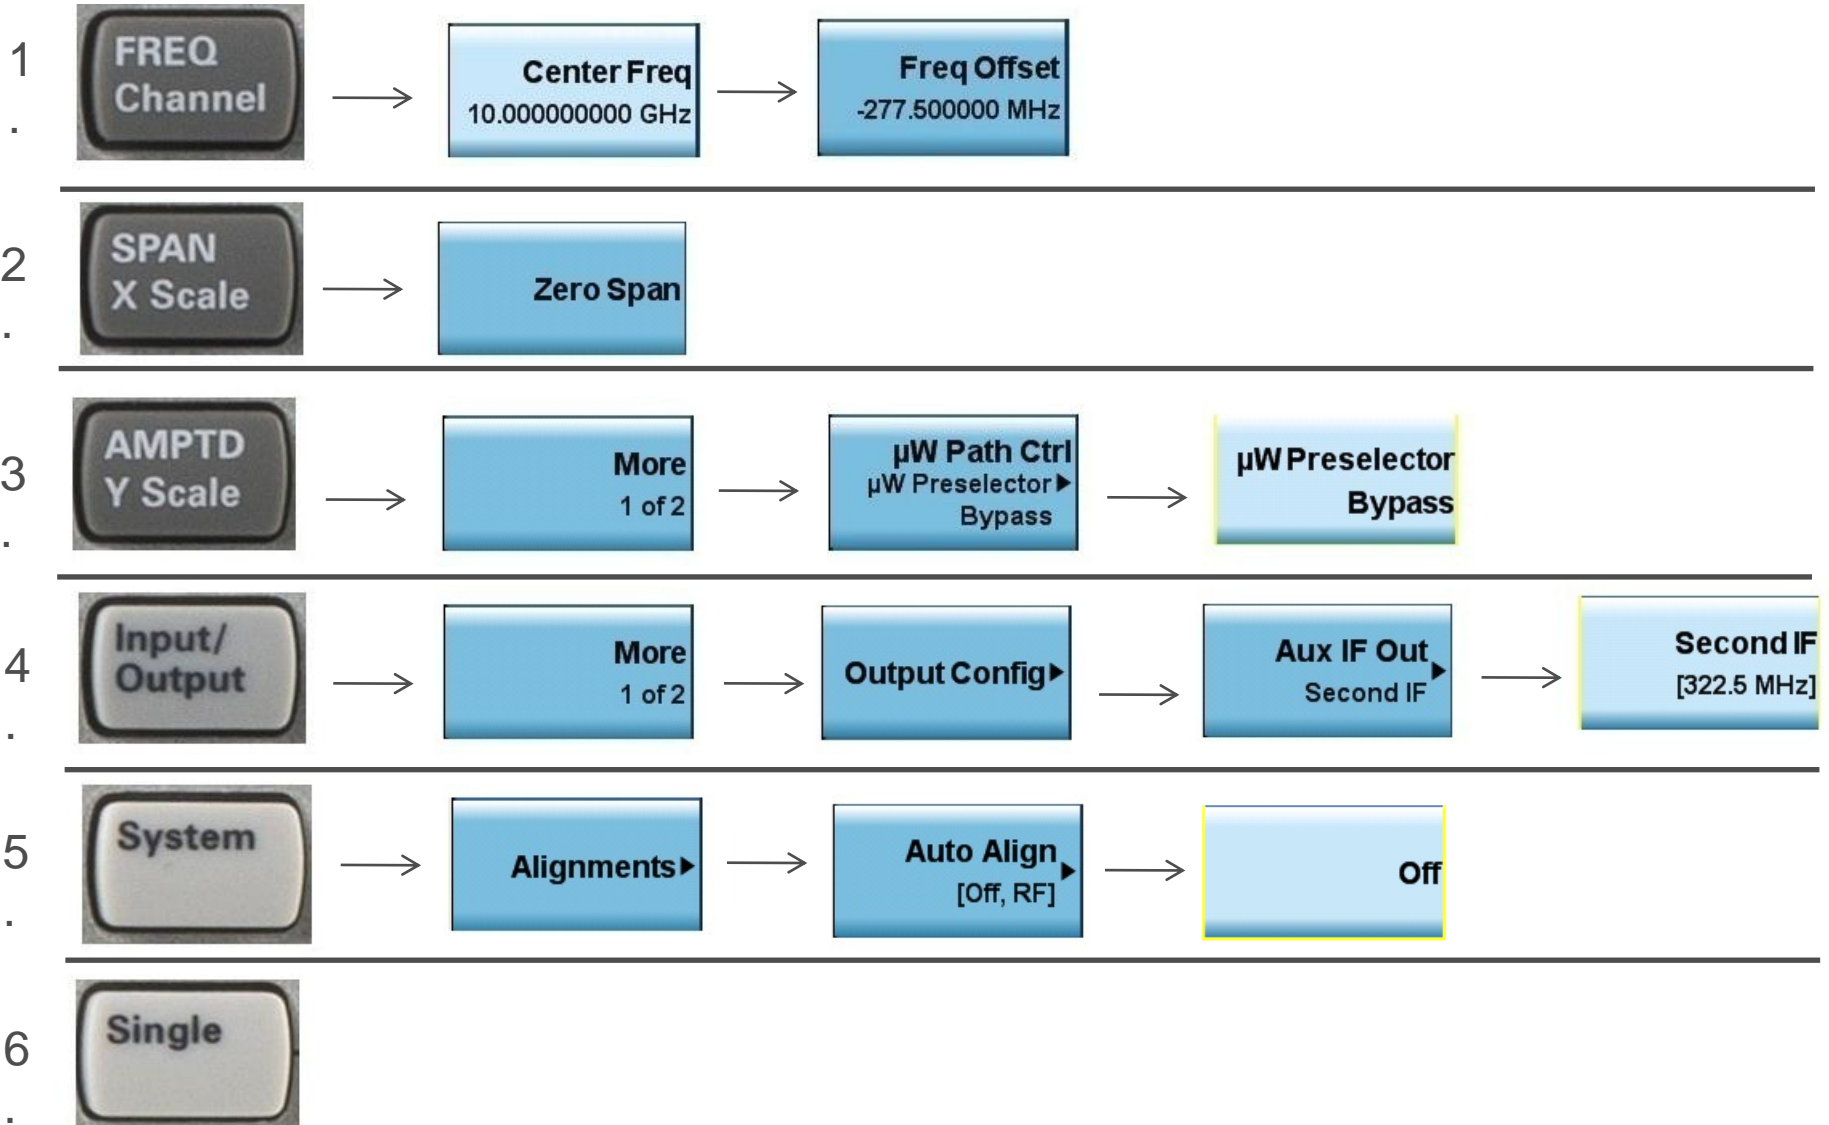 1
.
FREQ
Channel
Center Freq
10.000000000 GHz
Freq Offset
-277.500000 MHz
2
.
SPAN
X Scale
Zero Span
3
.
AMPTD
Y Scale
More
1 of 2
µW Path Ctrl
µW Preselector
Bypass
µW Preselector
Bypass
4
.
Input/
Output
More
1 of 2
Output Config
Aux IF Out
Second IF
Second IF
[322.5 MHz]
5
.
System
Alignments
Auto Align
[Off, RF]
Off
6
.
Single